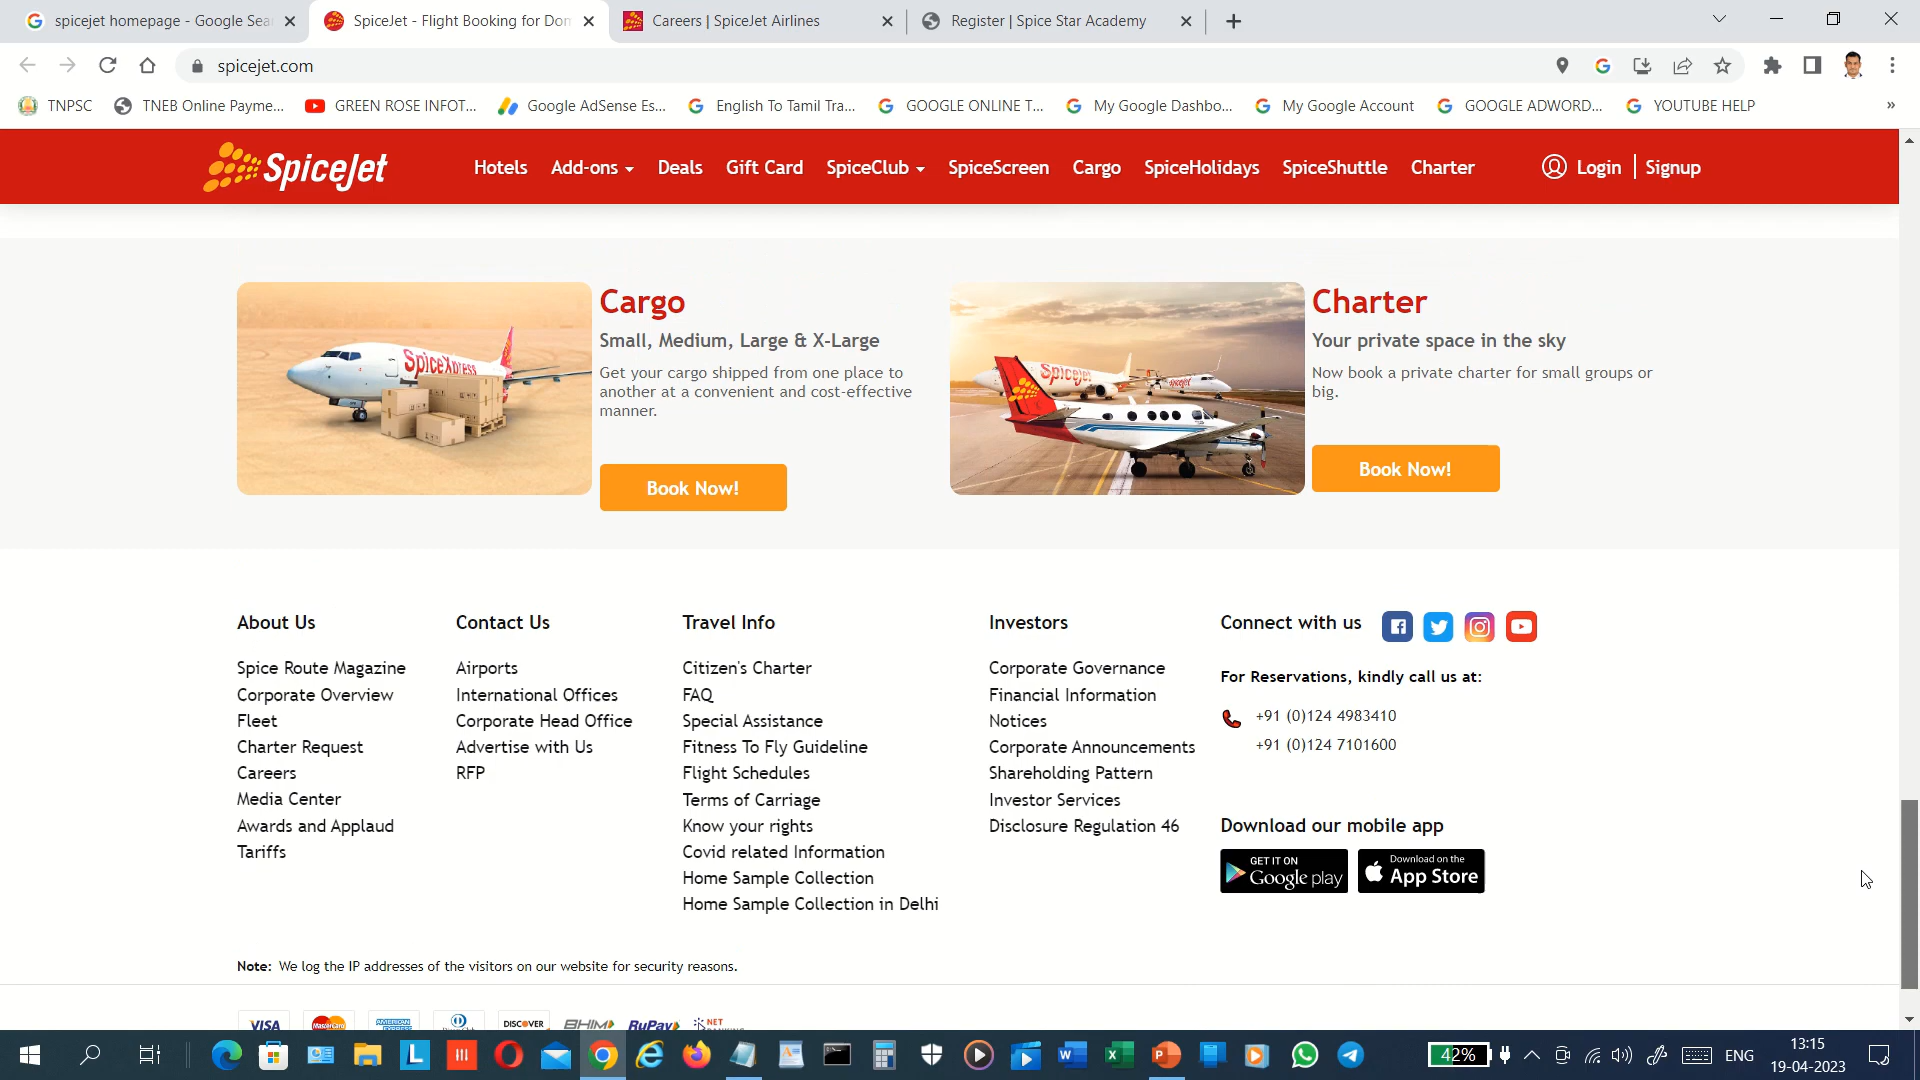 spicejet homepage - Google Sea
SpiceJet - Flight Booking for Dom
Careers | SpiceJet Airlines
Register | Spice Star Academy
spicejet.com
TNPSC
TNEB Online Payme...
GREEN ROSE INFOT...
Google AdSense Es...
English To Tamil Tra...
GOOGLE ONLINE T...
My Google Dashbo...
My Google Account
GOOGLE ADWORD...
YOUTUBE HELP
»
SpiceJet
Hotels
Add-ons
Deals
Gift Card
SpiceClub
SpiceScreen
Cargo
SpiceHolidays
SpiceShuttle
Charter
Login | Signup
SpiceXpress
Cargo
Small, Medium, Large & X-Large
Get your cargo shipped from one place to
another at a convenient and cost-effective
manner.
Book Now!
SpiceJet
Charter
Your private space in the sky
Now book a private charter for small groups or
big.
Book Now!
About Us
Spice Route Magazine
Corporate Overview
Fleet
Charter Request
Careers
Media Center
Awards and Applaud
Tariffs
Contact Us
Airports
International Offices
Corporate Head Office
Advertise with Us
RFP
Travel Info
Citizen's Charter
FAQ
Special Assistance
Fitness To Fly Guideline
Flight Schedules
Terms of Carriage
Know your rights
Covid related Information
Home Sample Collection
Home Sample Collection in Delhi
Investors
Corporate Governance
Financial Information
Notices
Corporate Announcements
Shareholding Pattern
Investor Services
Disclosure Regulation 46
Connect with us
For Reservations, kindly call us at:
+91 (0)124 4983410
+91 (0)124 7101600
Download our mobile app
GET IT ON
Google play
Download on the
App Store
Note: We log the IP addresses of the visitors on our website for security reasons.
VISA
MasterCard
AMERICAN
DISCOVER
BHIM
RuPay
NET
42%
ENG
13:15
19-04-2023